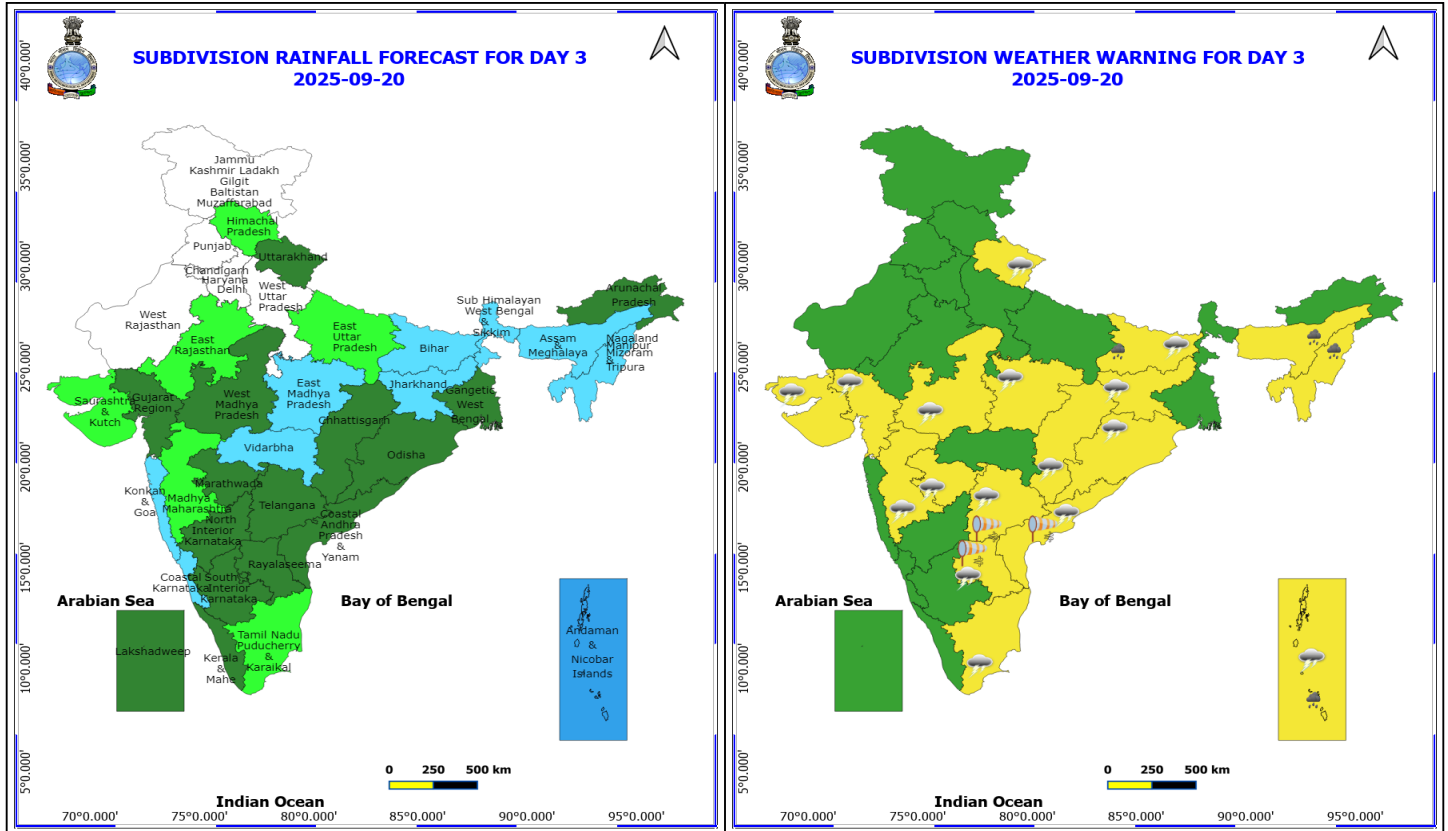 SUBDIVISION RAINFALL FORECAST FOR DAY 3
2025-09-20
40°0.000'
35°0.000'
30°0.000'
25°0.000'
20°0.000'
15°0.000'
10°0.000'
5°0.000'
Jammu
Kashmir Ladakh
Gilgit
Baltistan
Muzaffarabad
Himachal
Pradesh
Punjab
Uttarakhand
Chandigarh
Haryana
Delhi
West
Uttar
Pradesh
West
Rajasthan
East
Rajasthan
East
Uttar
Pradesh
Sub Himalayan
West Bengal
&
Sikkim
Arunachal
Pradesh
Assam
&
Meghalaya
Nagaland
Manipur
Mizoram
&
Tripura
Bihar
Jharkhand
Gangetic
West
Bengal
Saurashtra
&
Kutch
Gujarat
Region
West
Madhya
Pradesh
East
Madhya
Pradesh
Chhattisgarh
Vidarbha
Odisha
Konkan
&
Goa
Madhya
Maharashtra
Marathwada
Telangana
North
Interior
Karnataka
Coastal
Andhra
Pradesh
&
Yanam
Rayalaseema
Coastal
Karnataka
South
Interior
Karnataka
Tamil Nadu
Puducherry
&
Karaikal
Kerala
&
Mahe
Lakshadweep
Andaman
&
Nicobar
Islands
Arabian Sea
Bay of Bengal
Indian Ocean
0 250 500 km
70°0.000' 75°0.000' 80°0.000' 85°0.000' 90°0.000' 95°0.000'
SUBDIVISION WEATHER WARNING FOR DAY 3
2025-09-20
40°0.000'
35°0.000'
30°0.000'
25°0.000'
20°0.000'
15°0.000'
10°0.000'
5°0.000'
Arabian Sea
Bay of Bengal
Indian Ocean
0 250 500 km
70°0.000' 75°0.000' 80°0.000' 85°0.000' 90°0.000' 95°0.000'